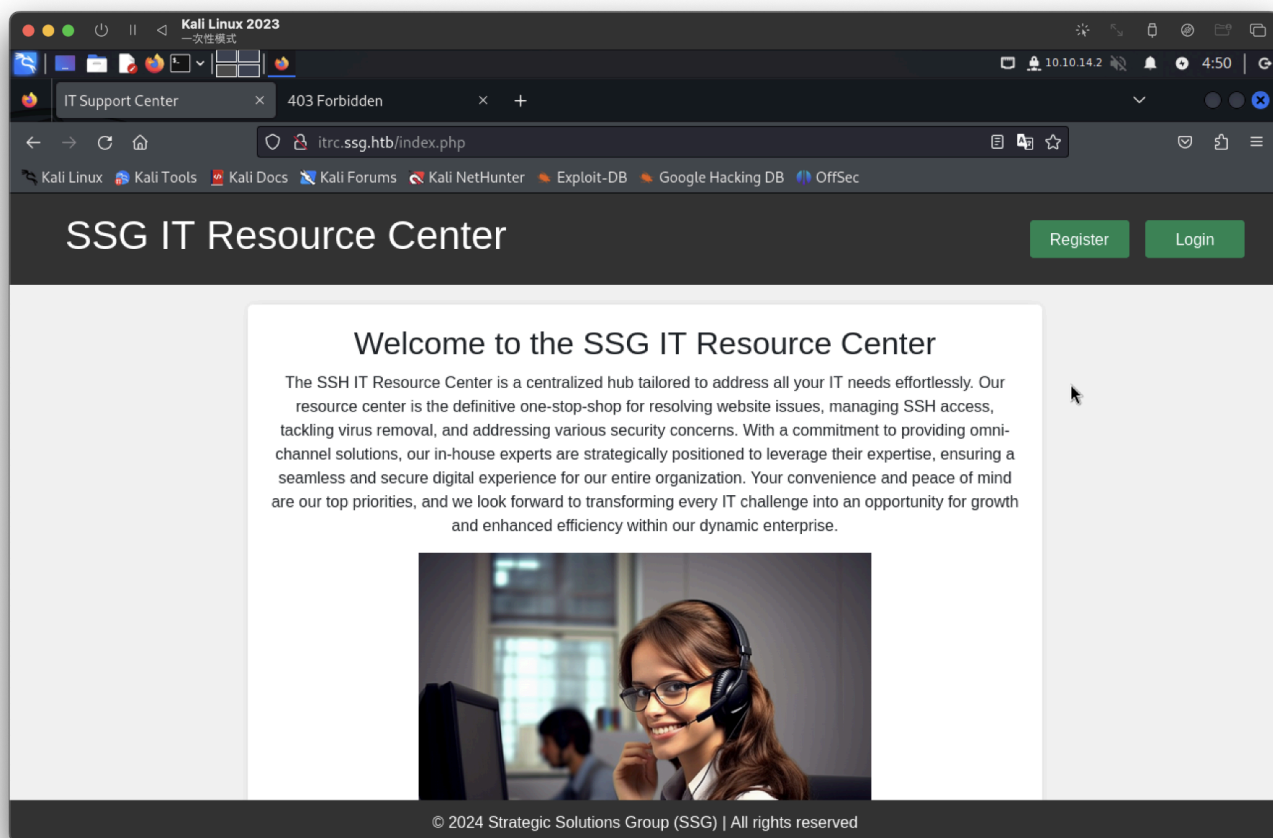 Kali Linux 2023
一次性模式
10.10.14.2
4:50
IT Support Center
403 Forbidden
itrc.ssg.htb/index.php
Kali Linux
Kali Tools
Kali Docs
Kali Forums
Kali NetHunter
Exploit-DB
Google Hacking DB
OffSec
SSG IT Resource Center
Register
Login
Welcome to the SSG IT Resource Center
The SSH IT Resource Center is a centralized hub tailored to address all your IT needs effortlessly. Our
resource center is the definitive one-stop-shop for resolving website issues, managing SSH access,
tackling virus removal, and addressing various security concerns. With a commitment to providing omni-
channel solutions, our in-house experts are strategically positioned to leverage their expertise, ensuring a
seamless and secure digital experience for our entire organization. Your convenience and peace of mind
are our top priorities, and we look forward to transforming every IT challenge into an opportunity for growth
and enhanced efficiency within our dynamic enterprise.
© 2024 Strategic Solutions Group (SSG) | All rights reserved